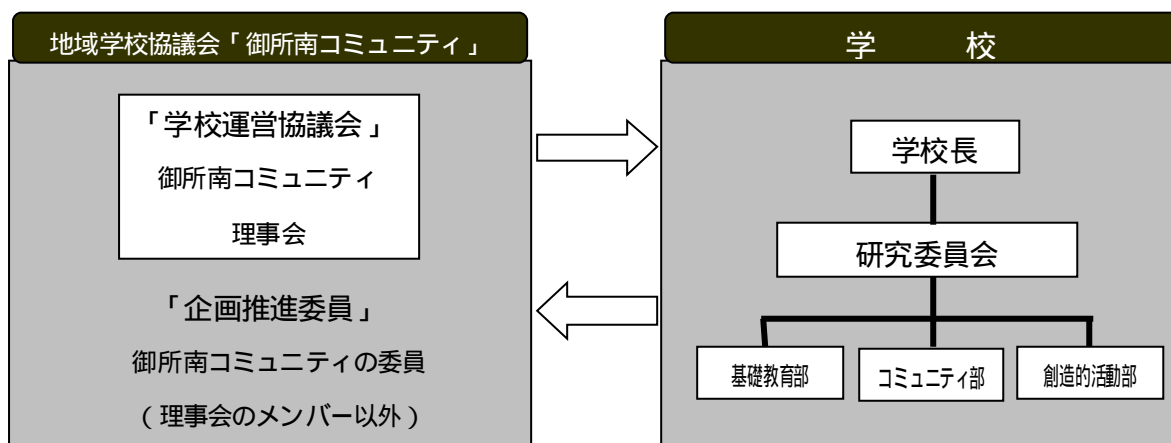 地域学校協議会「御所南コミュニティ」
「学校運営協議会」
御所南コミュニティ
理事会
「企画推進委員」
御所南コミュニティの委員
（理事会のメンバー以外）
学　　校
学校長
研究委員会
基礎教育部
コミュニティ部
創造的活動部